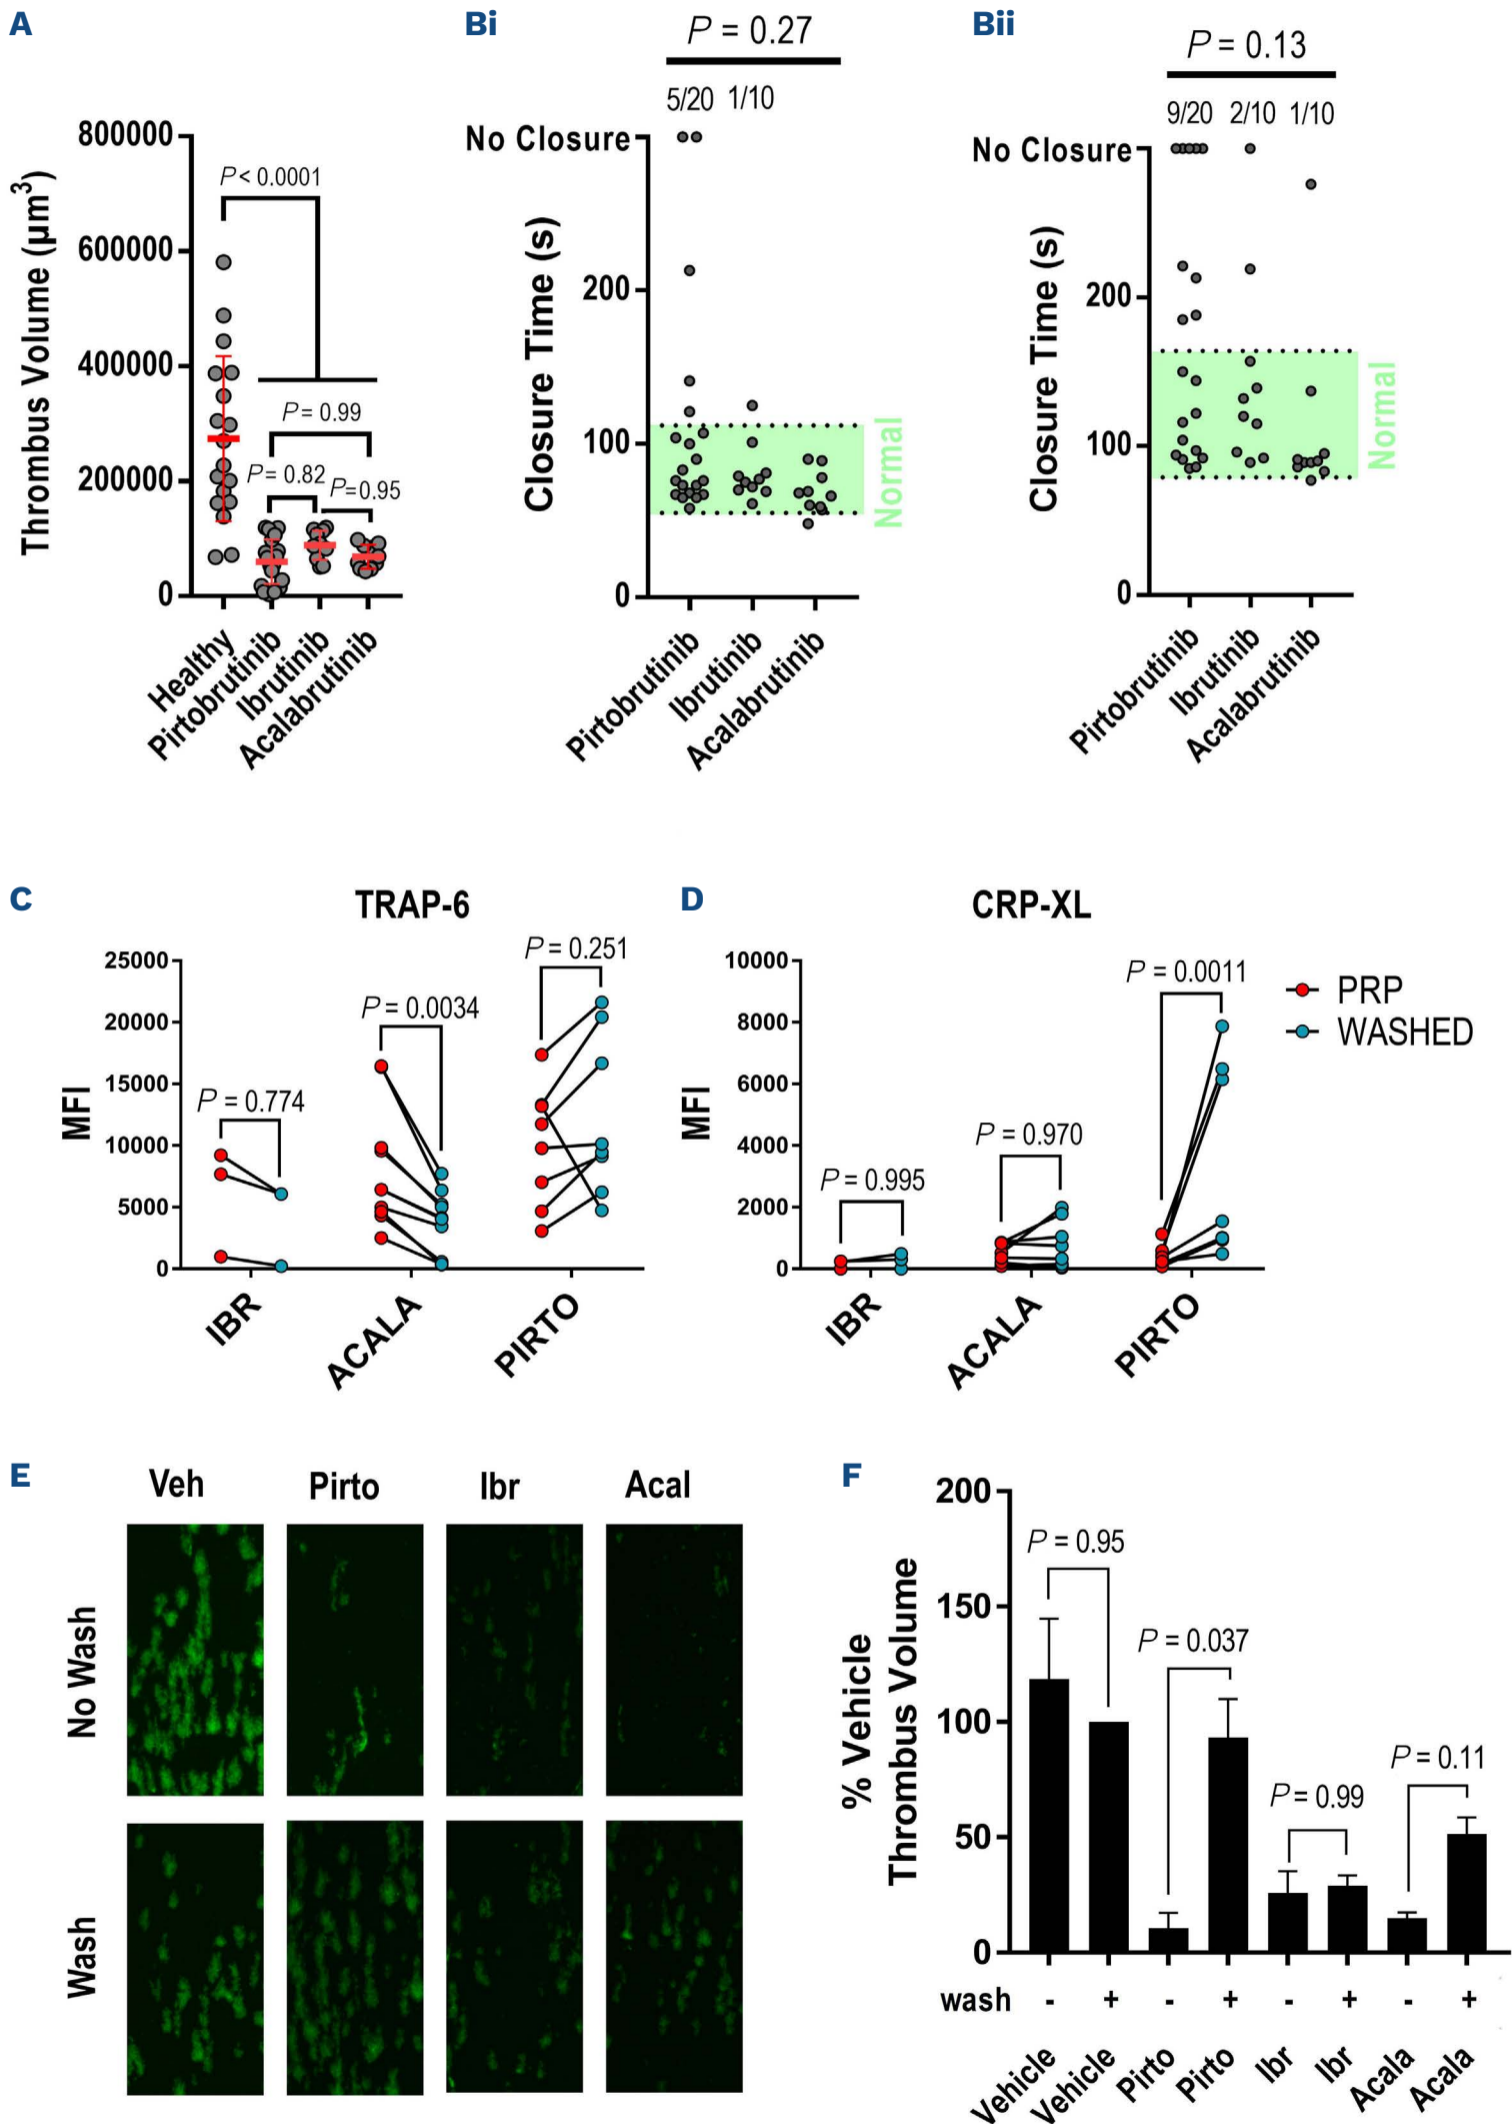 A
Bi
Bii
P = 0.27
P = 0.13
5/20 1/10
9/20 2/10 1/10
Thrombus Volume (μm³)
800000
600000
400000
200000
0
P < 0.0001
P = 0.99
P = 0.82
P=0.95
Healthy
Pirtobrutinib
Ibrutinib
Acalabrutinib
Closure Time (s)
No Closure
200
100
0
Normal
Pirtobrutinib
Ibrutinib
Acalabrutinib
Closure Time (s)
No Closure
200
100
0
Normal
Pirtobrutinib
Ibrutinib
Acalabrutinib
C
TRAP-6
MFI
25000
20000
15000
10000
5000
0
P = 0.774
P = 0.0034
P = 0.251
IBR
ACALA
PIRTO
D
CRP-XL
MFI
10000
8000
6000
4000
2000
0
P = 0.995
P = 0.970
P = 0.0011
PRP
WASHED
IBR
ACALA
PIRTO
E
Veh
Pirto
Ibr
Acal
No Wash
Wash
F
% Vehicle
Thrombus Volume
200
150
100
50
0
P = 0.95
P = 0.037
P = 0.99
P = 0.11
wash - + - + - + - +
Vehicle
Vehicle
Pirto
Pirto
Ibr
Ibr
Acala
Acala